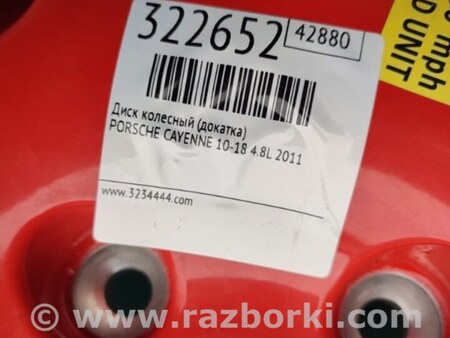 322652
42880
mph
D UNIT
Диск колесный (докатка)
PORSCHE CAYENNE 10-18 4.8L 2011
www.3234444.com
www.razborki.com